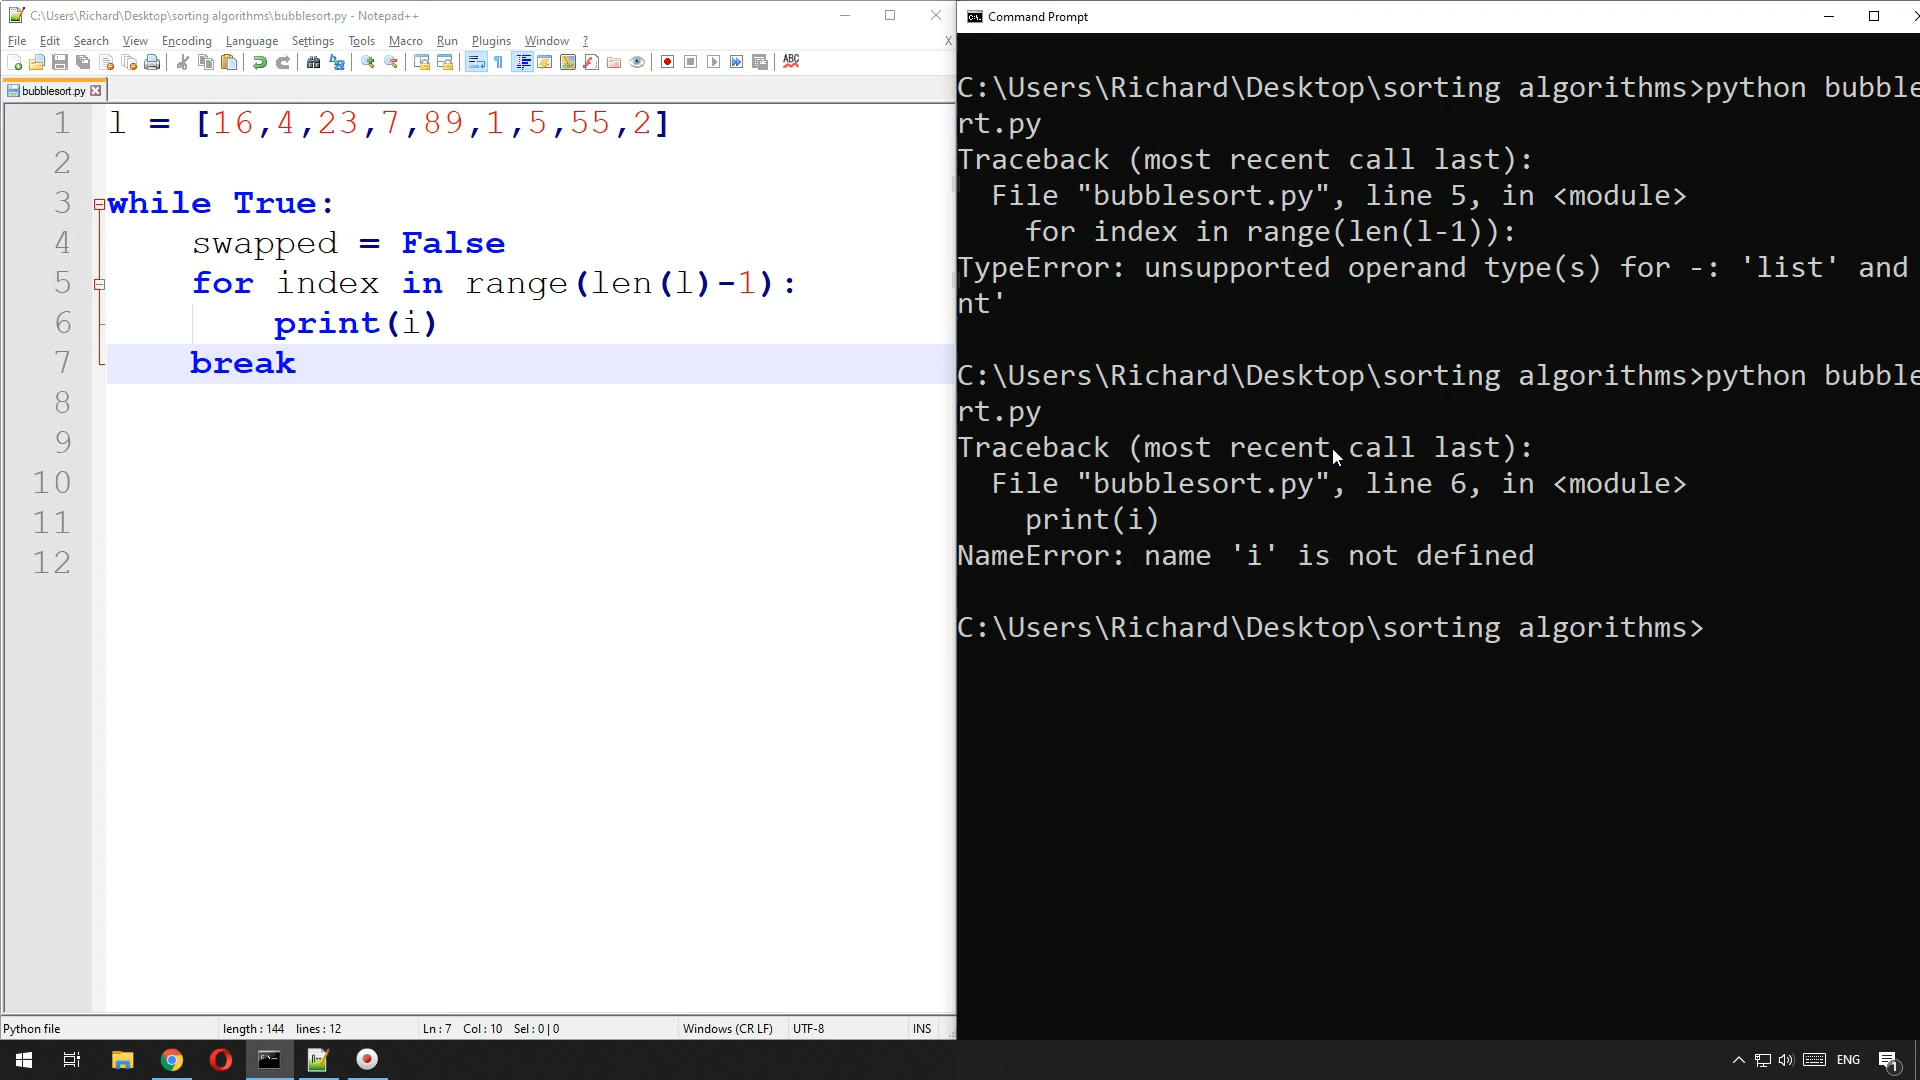 C:\Users\Richard\Desktop\sorting algorithms\bubblesort.py - Notepad++
File Edit Search View Encoding Language Settings Tools Macro Run Plugins Window ? X
ABC
bubblesort.py
1 l = [16,4,23,7,89,1,5,55,2]
2
3 while True:
4 swapped = False
5 for index in range(len(l)-1):
6 print(i)
7 break
8
9
10
11
12
Python file length : 144 lines : 12 Ln : 7 Col : 10 Sel : 0 | 0 Windows (CR LF) UTF-8 INS
Command Prompt
C:\Users\Richard\Desktop\sorting algorithms>python bubble
rt.py
Traceback (most recent call last):
File "bubblesort.py", line 5, in <module>
for index in range(len(l-1)):
TypeError: unsupported operand type(s) for -: 'list' and
nt'
C:\Users\Richard\Desktop\sorting algorithms>python bubble
rt.py
Traceback (most recent call last):
File "bubblesort.py", line 6, in <module>
print(i)
NameError: name 'i' is not defined
C:\Users\Richard\Desktop\sorting algorithms>
ENG 1